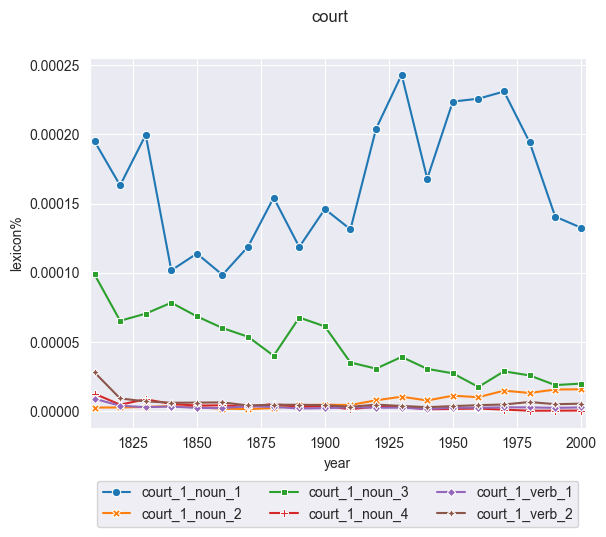 court
0.00025
0.00020
0.00015
0.00010
0.00005
0.00000
lexicon%
1825 1850 1875 1900 1925 1950 1975 2000
year
court_1_noun_1 court_1_noun_3 court_1_verb_1
court_1_noun_2 court_1_noun_4 court_1_verb_2